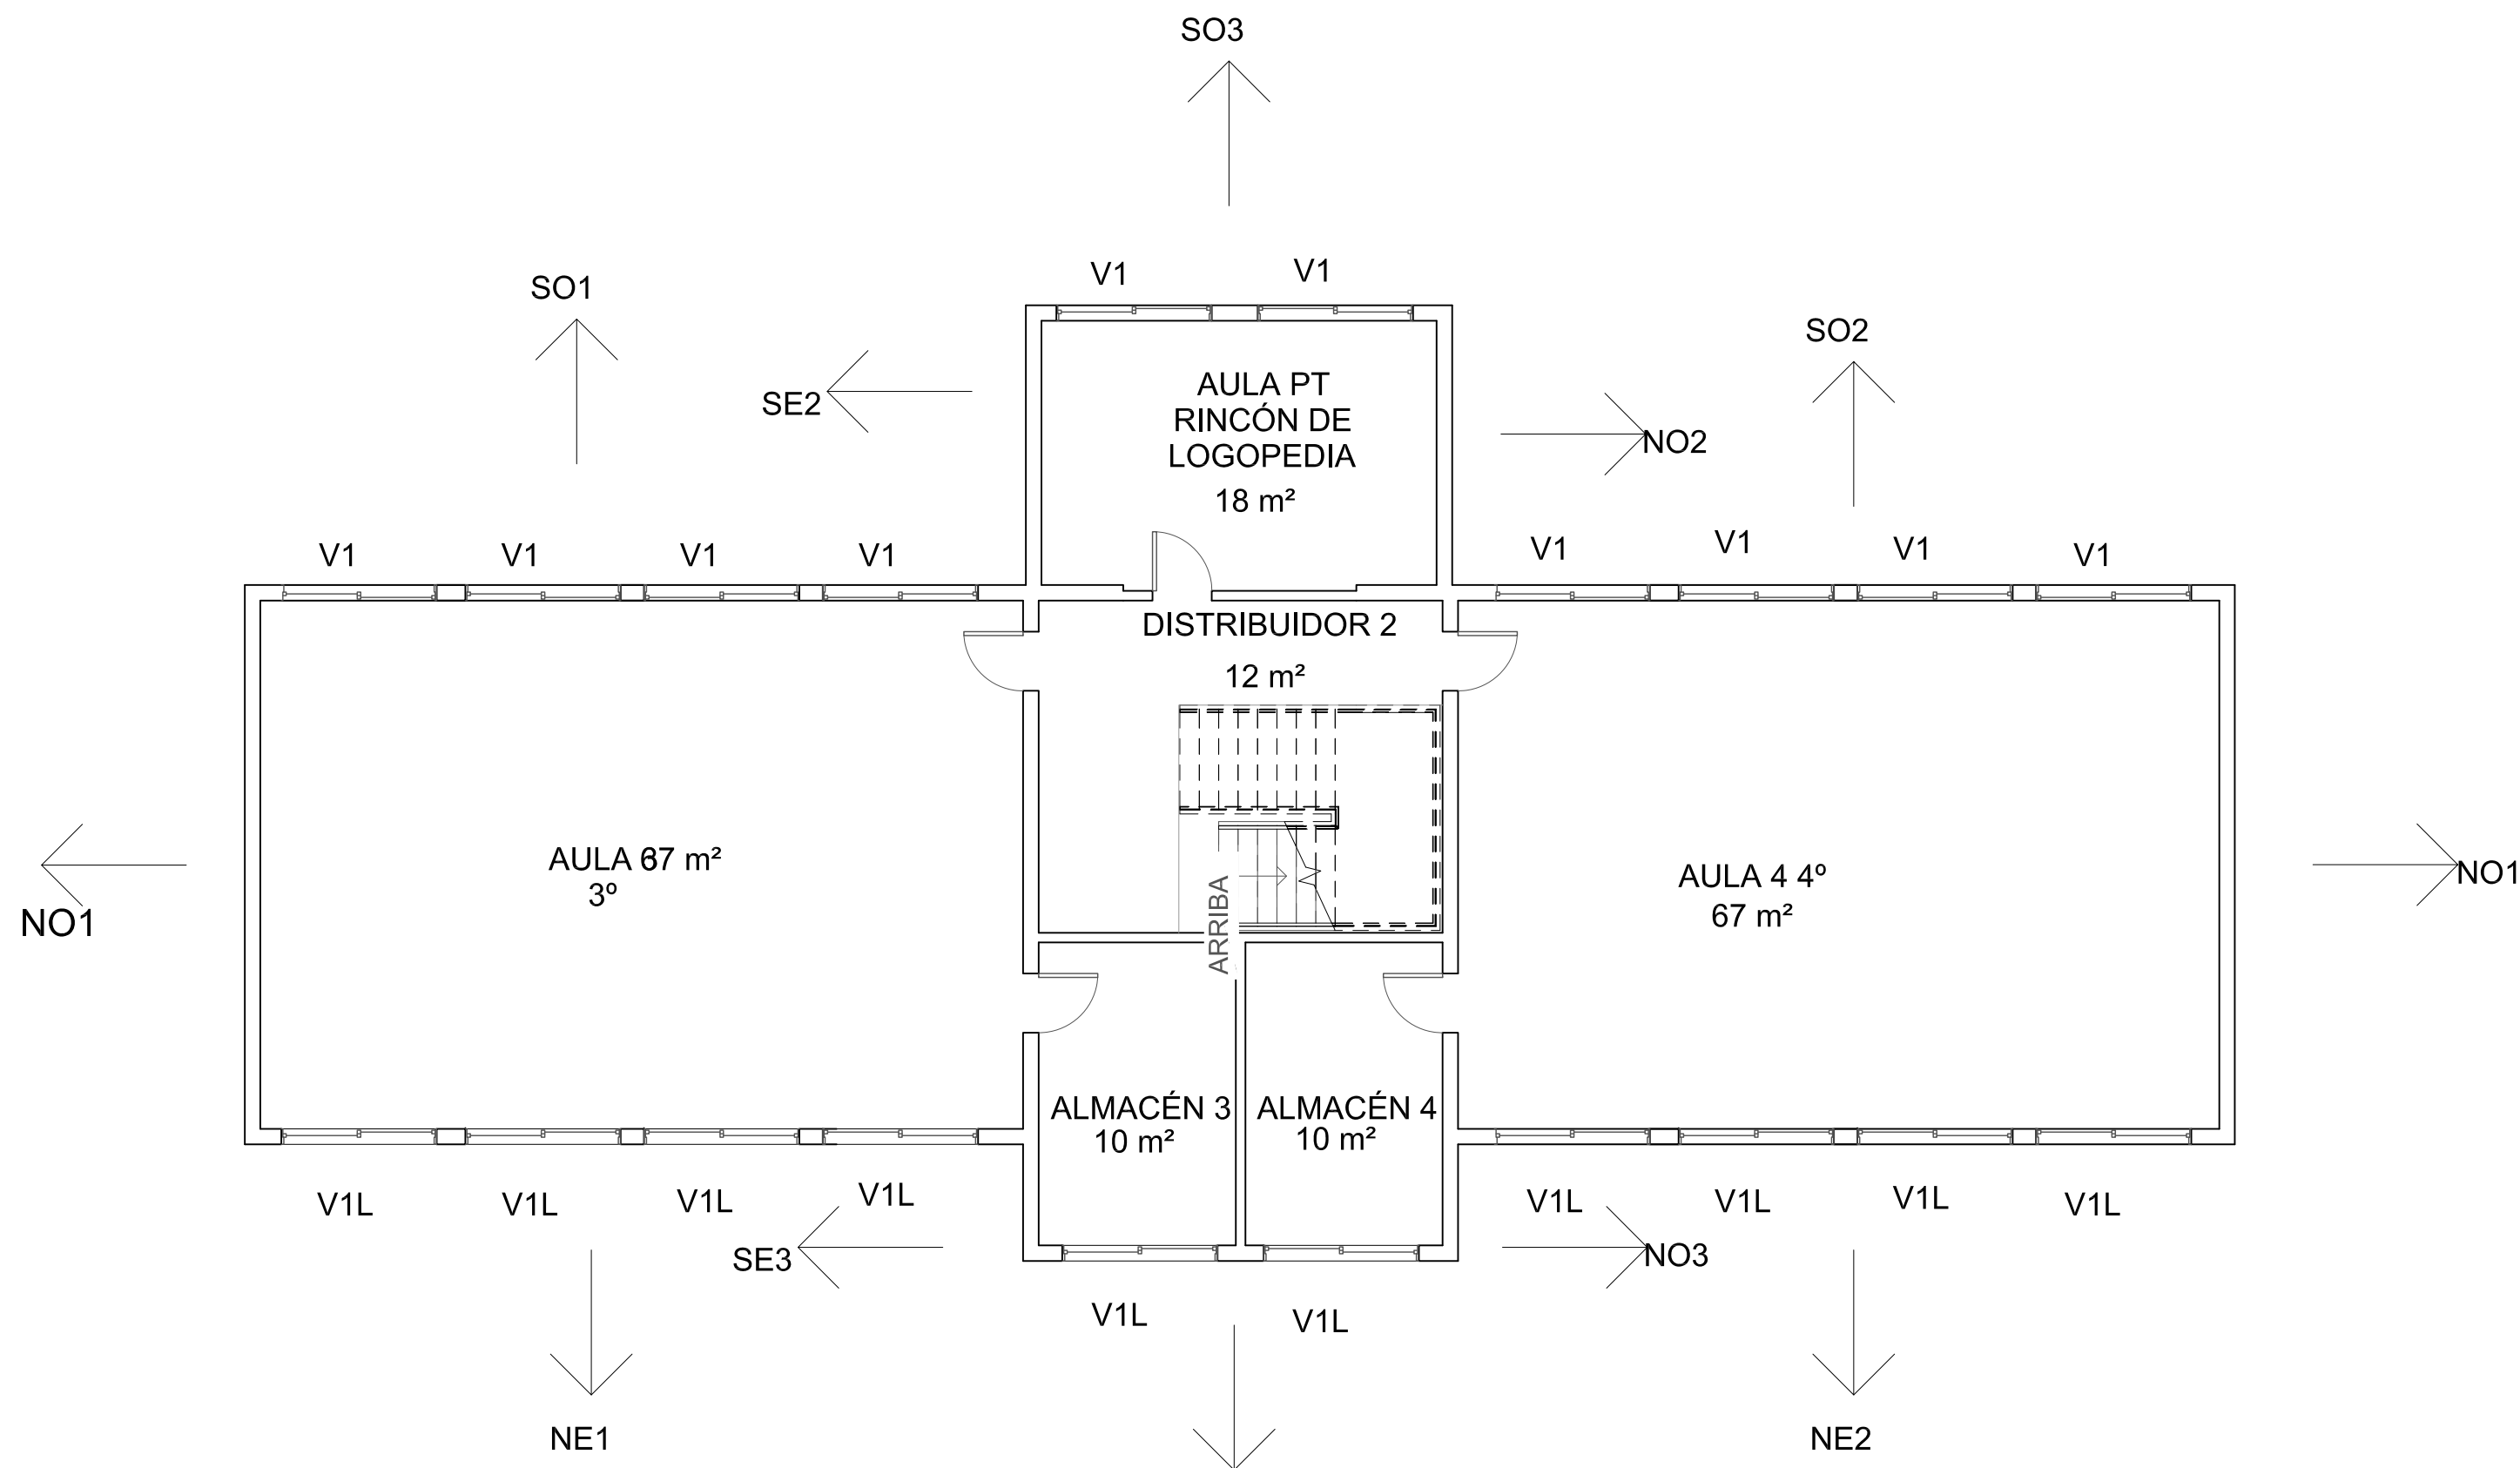 SO3
V1
V1
SO1
SO2
SE2
AULA PT
RINCÓN DE
LOGOPEDIA
18 m²
NO2
V1
V1
V1
V1
V1
V1
V1
V1
DISTRIBUIDOR 2
12 m²
AULA
67 m²
3º
AULA 4 4º
67 m²
NO1
NO1
ARRIBA
ALMACÉN 3
10 m²
ALMACÉN 4
10 m²
V1L
V1L
V1L
V1L
V1L
V1L
V1L
V1L
SE3
NO3
V1L
V1L
NE1
NE2